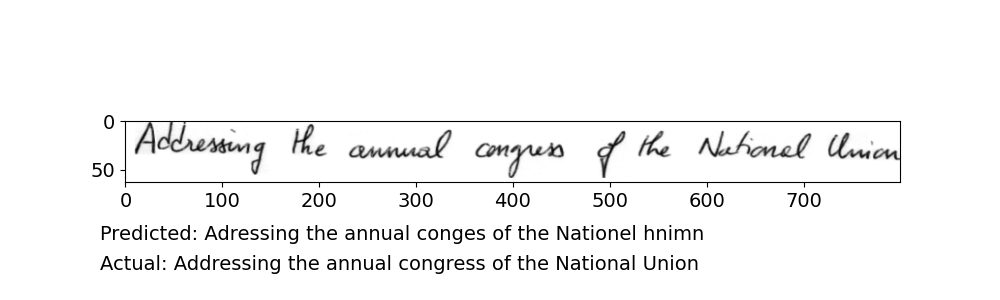 0
Addressing the annual congress of the National Union
50
0 100 200 300 400 500 600 700
Predicted: Adressing the annual conges of the Nationel hnimn
Actual: Addressing the annual congress of the National Union